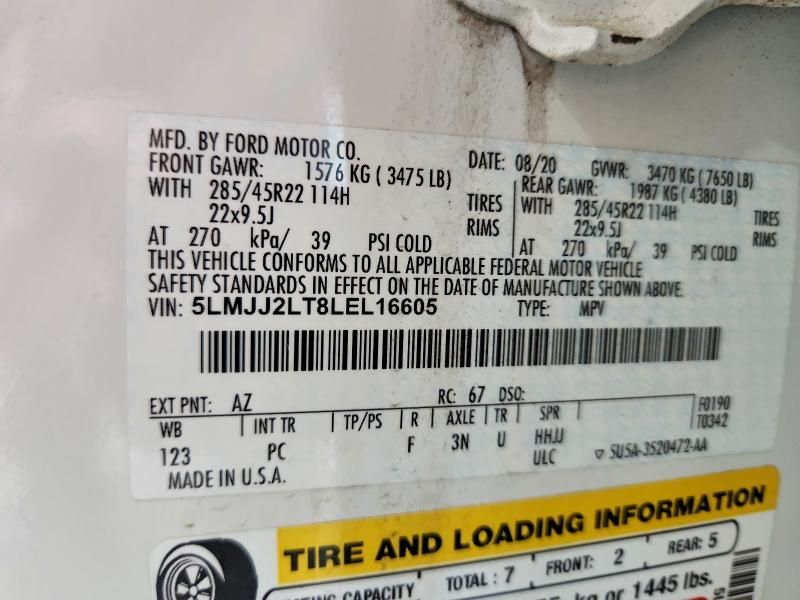 MFD. BY FORD MOTOR CO. DATE: 08/20 GVWR: 3470 KG (7650 LB)
FRONT GAWR: 1576 KG (3475 LB) REAR GAWR: 1987 KG (4380 LB)
WITH 285/45R22 114H TIRES WITH 285/45R22 114H TIRES
22x9.5J RIMS 22x9.5J RIMS
AT 270 kPa/ 39 PSI COLD AT 270 kPa/ 39 PSI COLD
THIS VEHICLE CONFORMS TO ALL APPLICABLE FEDERAL MOTOR VEHICLE
SAFETY STANDARDS IN EFFECT ON THE DATE OF MANUFACTURE SHOWN ABOVE.
VIN: 5LMJJ2LT8LEL16605 TYPE: MPV
EXT PNT: AZ RC: 67 DSO: F0190
WB INT TR TP/PS R AXLE TR SPR T0342
123 PC F 3N U HHJJ
ULC 5U5A-3520472-AA
MADE IN U.S.A.
TIRE AND LOADING INFORMATION
CAPACITY TOTAL : 7 FRONT: 2 REAR: 5
kg or 1445 lbs.